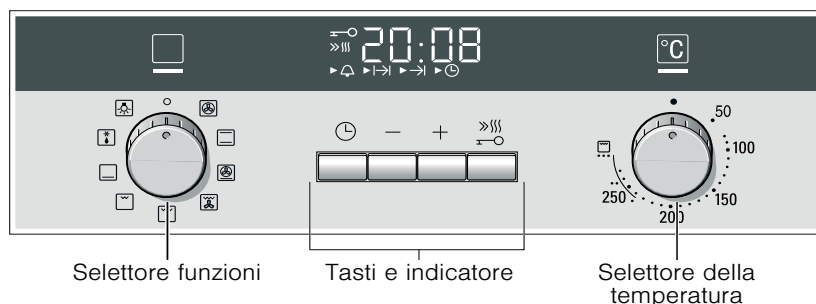 20:08
°C
50
100
150
200
250
Selettore funzioni
Tasti e indicatore
Selettore della
temperatura